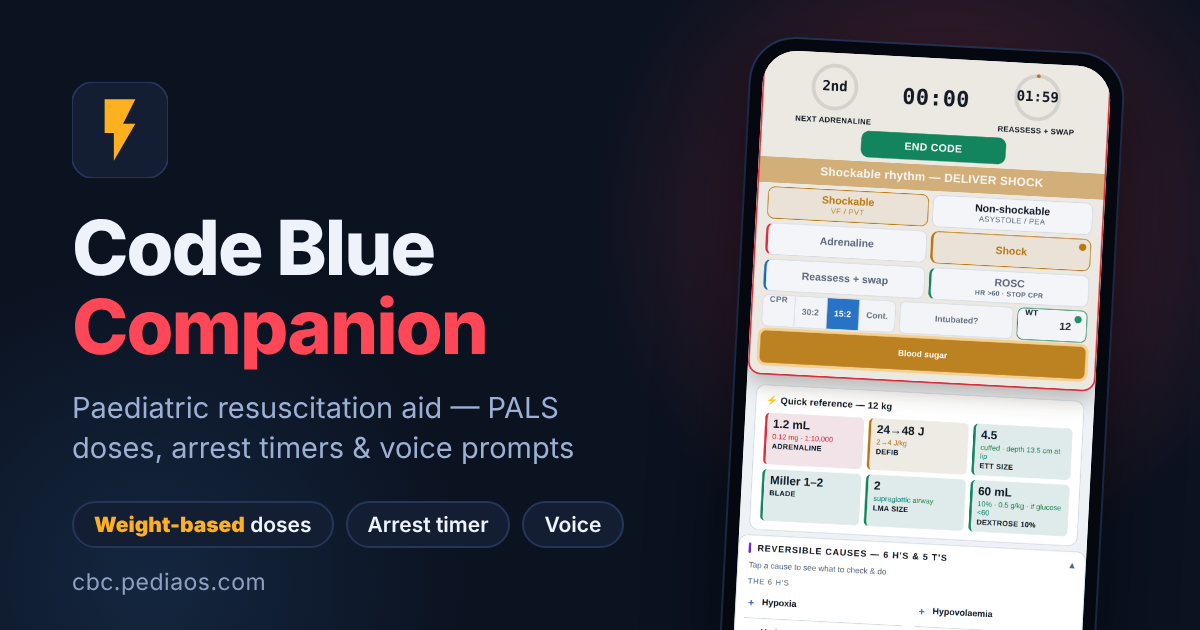 Code Blue
Companion
Paediatric resuscitation aid — PALS
doses, arrest timers & voice prompts
Weight-based doses
Arrest timer
Voice
cbc.pediaos.com
2nd
00:00
01:59
NEXT ADRENALINE
REASSESS + SWAP
END CODE
Shockable rhythm — DELIVER SHOCK
Shockable
VF / PVT
Non-shockable
ASYSTOLE / PEA
Adrenaline
Shock
Reassess + swap
ROSC
HR >60 · STOP CPR
CPR
30:2
15:2
Cont.
Intubated?
WT
12
Blood sugar
⚡ Quick reference — 12 kg
1.2 mL
0.12 mg · 1:10,000
ADRENALINE
24→48 J
2→4 J/kg
DEFIB
4.5
cuffed · depth 13.5 cm at
lip
ETT SIZE
Miller 1–2
BLADE
2
supraglottic airway
LMA SIZE
60 mL
10% · 0.5 g/kg · if glucose
<60
DEXTROSE 10%
REVERSIBLE CAUSES — 6 H'S & 5 T'S
▲
Tap a cause to see what to check & do
THE 6 H'S
+ Hypoxia
+ Hypovolaemia